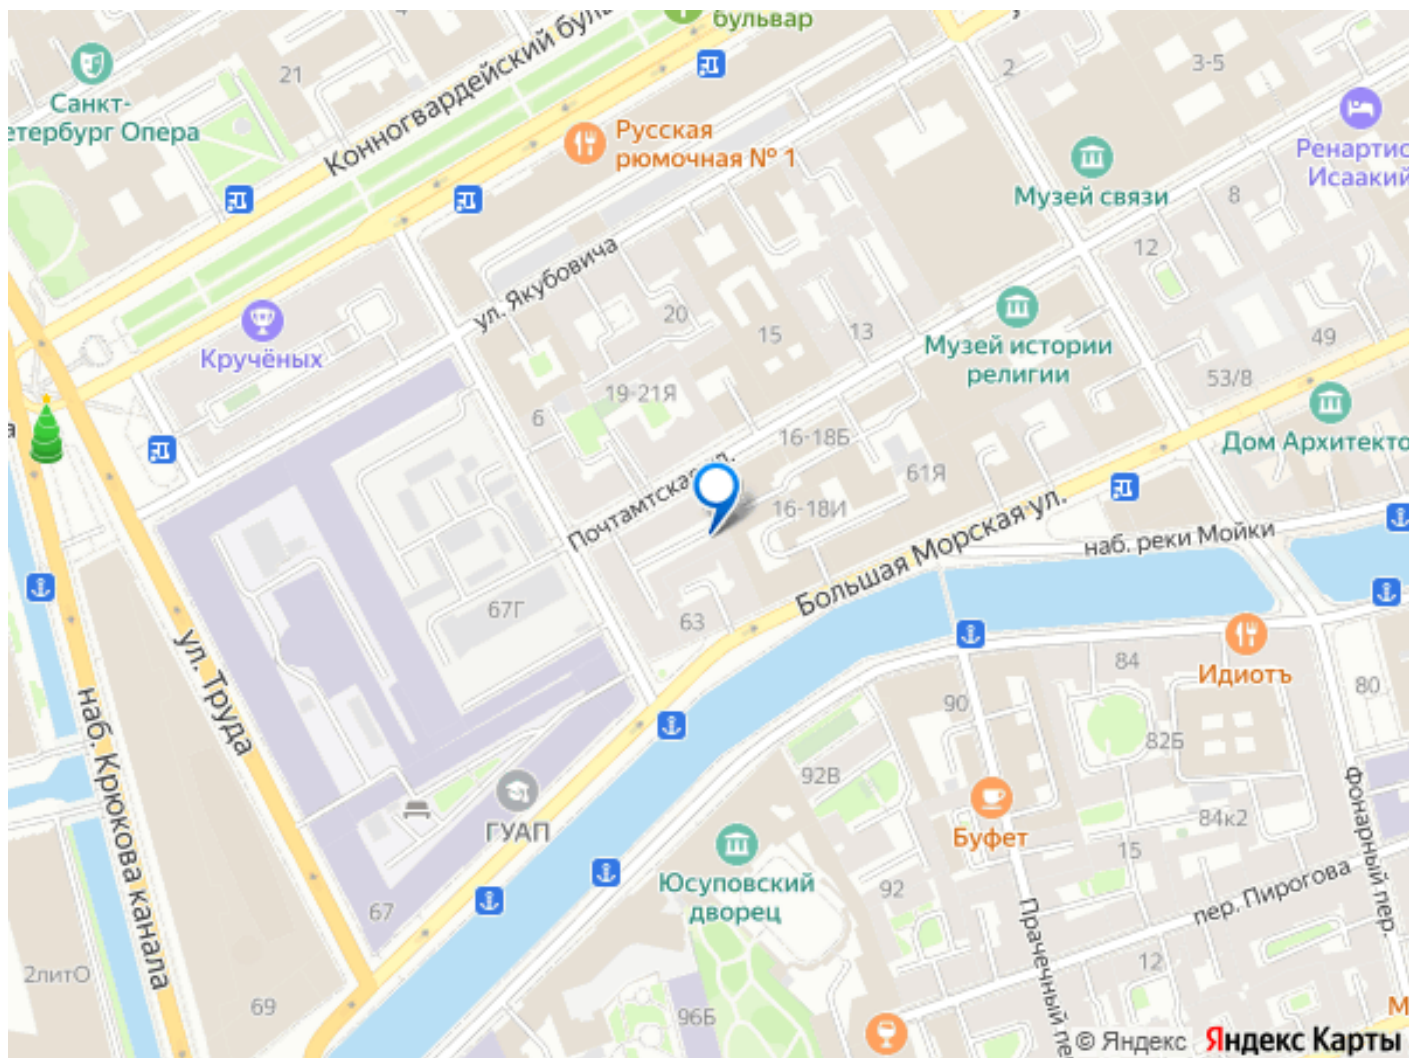 бульвар
Конногвардейский буль
4
21
2
3-5
Санкт-
етербург Опера
Русская
рюмочная № 1
Музей связи
Ренартис
Исаакий
8
12
ул. Якубовича
20
15
13
Кручёных
Музей истории
религии
49
53/8
19-21Я
6
16-18Б
61Я
Дом Архитекто
а
Почтамтская ул.
16-18И
Большая Морская ул.
наб. реки Мойки
67Г
63
ул. Труда
84
Идиотъ
80
90
82Б
наб. Крюкова канала
92В
Буфет
84к2
ГУАП
15
фонарный пер.
Юсуповский
дворец
92
пер. Пирогова
67
Прачечный пе
12
2литО
69
96Б
М
© Яндекс Яндекс Карты